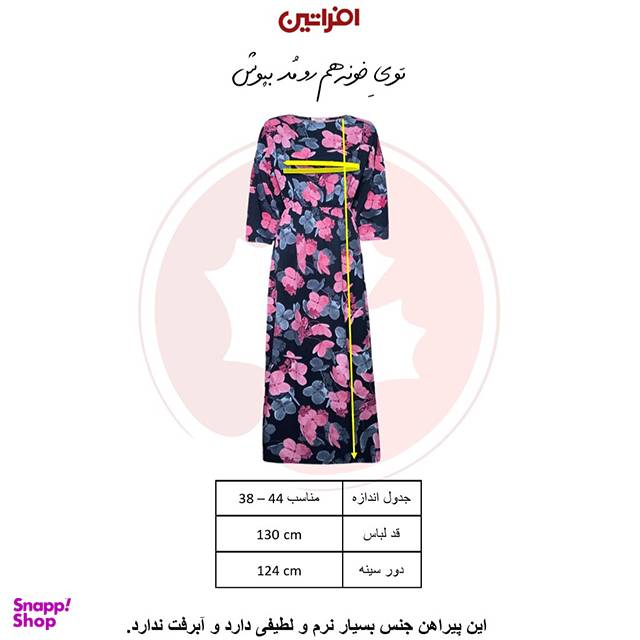 افراتین
توی خونه هم رو مُد بپوش
جدول اندازه مناسب 44 – 38
قد لباس 130 cm
دور سینه 124 cm
این پیراهن جنس بسیار نرم و لطیفی دارد و آبرفت ندارد.
Snapp!
Shop